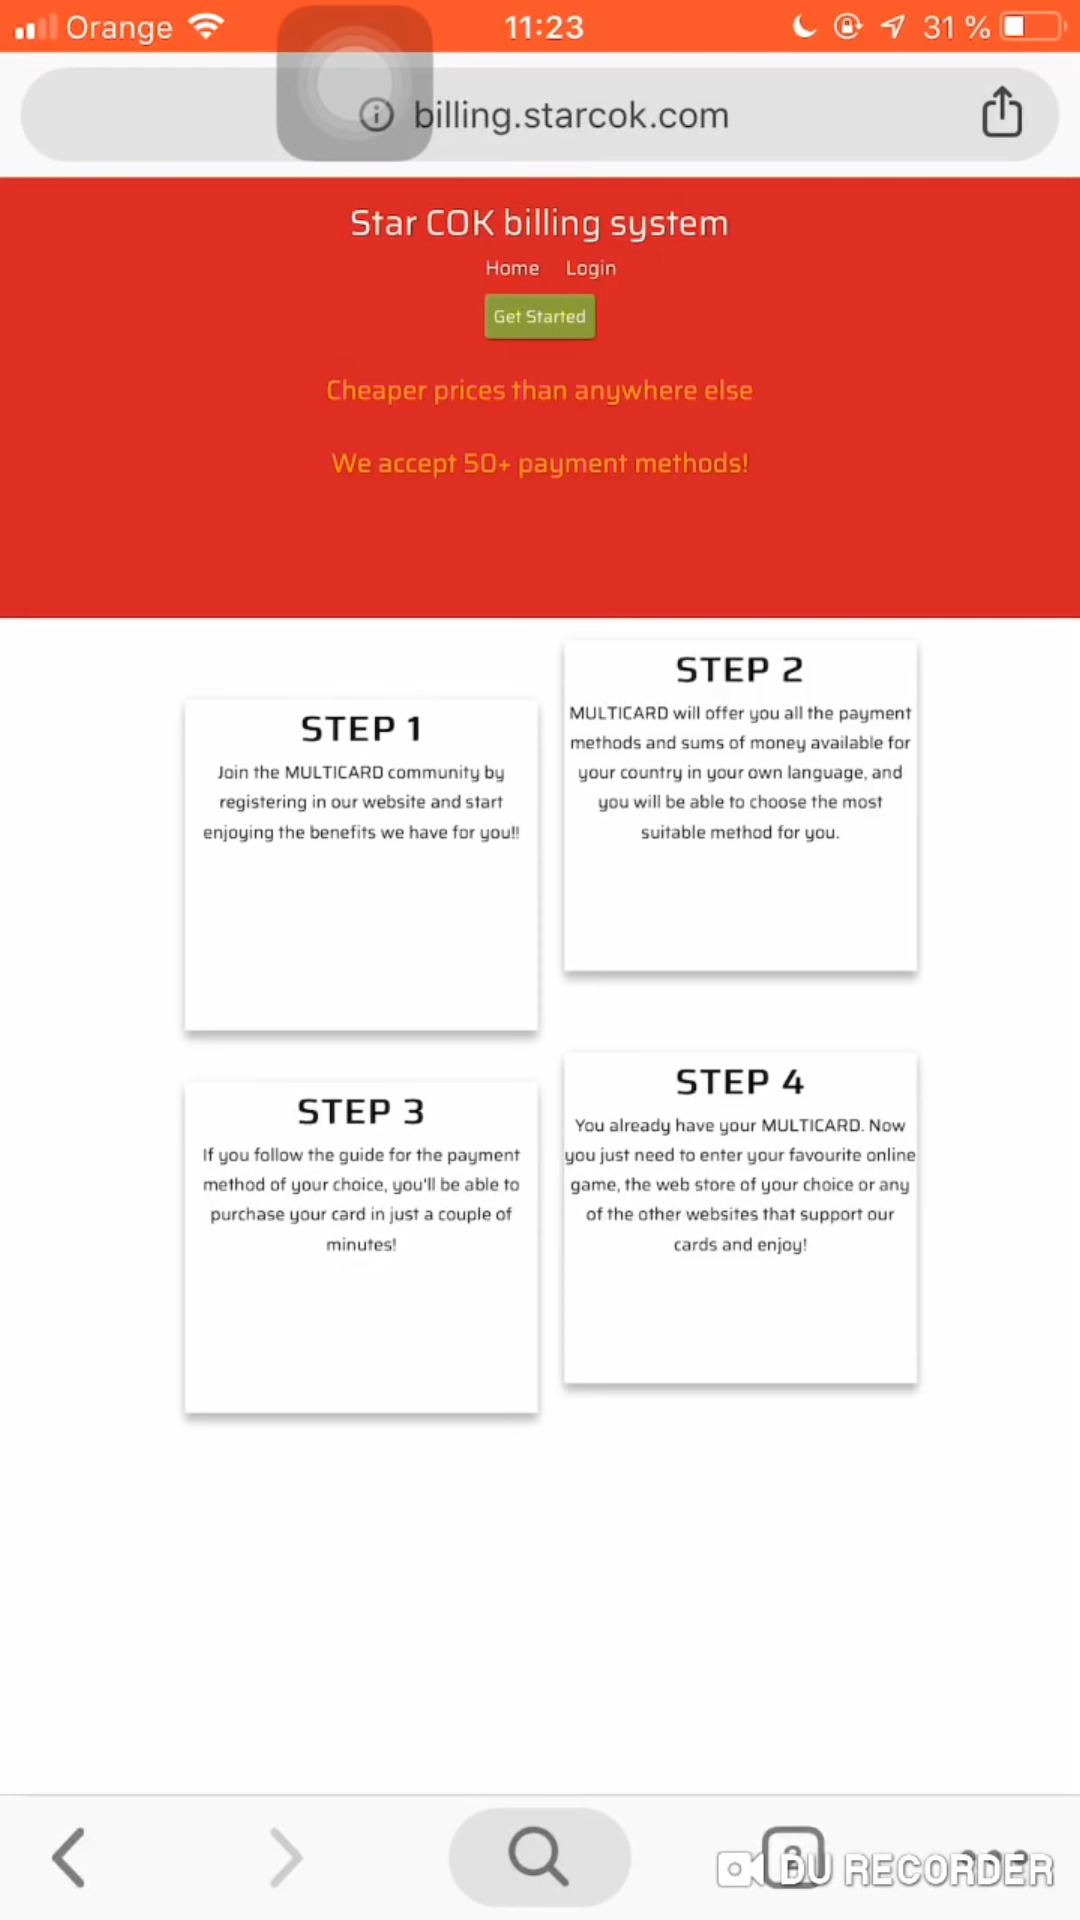 Orange
11:23
31 %
billing.starcok.com
Star COK billing system
Home Login
Get Started
Cheaper prices than anywhere else
We accept 50+ payment methods!
STEP 1
Join the MULTICARD community by
registering in our website and start
enjoying the benefits we have for you!!
STEP 2
MULTICARD will offer you all the payment
methods and sums of money available for
your country in your own language, and
you will be able to choose the most
suitable method for you.
STEP 3
If you follow the guide for the payment
method of your choice, you'll be able to
purchase your card in just a couple of
minutes!
STEP 4
You already have your MULTICARD. Now
you just need to enter your favourite online
game, the web store of your choice or any
of the other websites that support our
cards and enjoy!
DU RECORDER